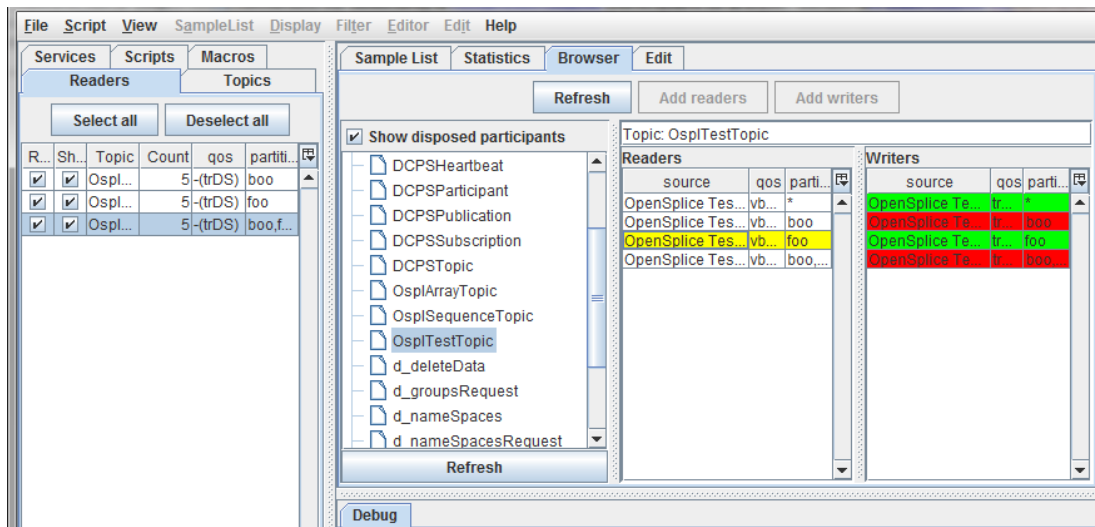 File Script View SampleList Display Filter Editor Edit Help
Services Scripts Macros
Readers Topics
Select all Deselect all
R... Sh... Topic Count qos partiti...
Ospl... 5 -(trDS) boo
Ospl... 5 -(trDS) foo
Ospl... 5 -(trDS) boo,f...
Sample List Statistics Browser Edit
Refresh Add readers Add writers
Show disposed participants
DCPSHeartbeat
DCPSParticipant
DCPSPublication
DCPSSubscription
DCPSTopic
OsplArrayTopic
OsplSequenceTopic
OsplTestTopic
d_deleteData
d_groupsRequest
d_nameSpaces
d_nameSpacesRequest
Refresh
Topic: OsplTestTopic
Readers
source qos parti...
OpenSplice Tes... vb... *
OpenSplice Tes... vb... boo
OpenSplice Tes... vb... foo
OpenSplice Tes... vb... boo,...
Writers
source qos parti...
OpenSplice Te... tr... *
OpenSplice Te... tr... boo
OpenSplice Te... tr... foo
OpenSplice Te... tr... boo,...
Debug